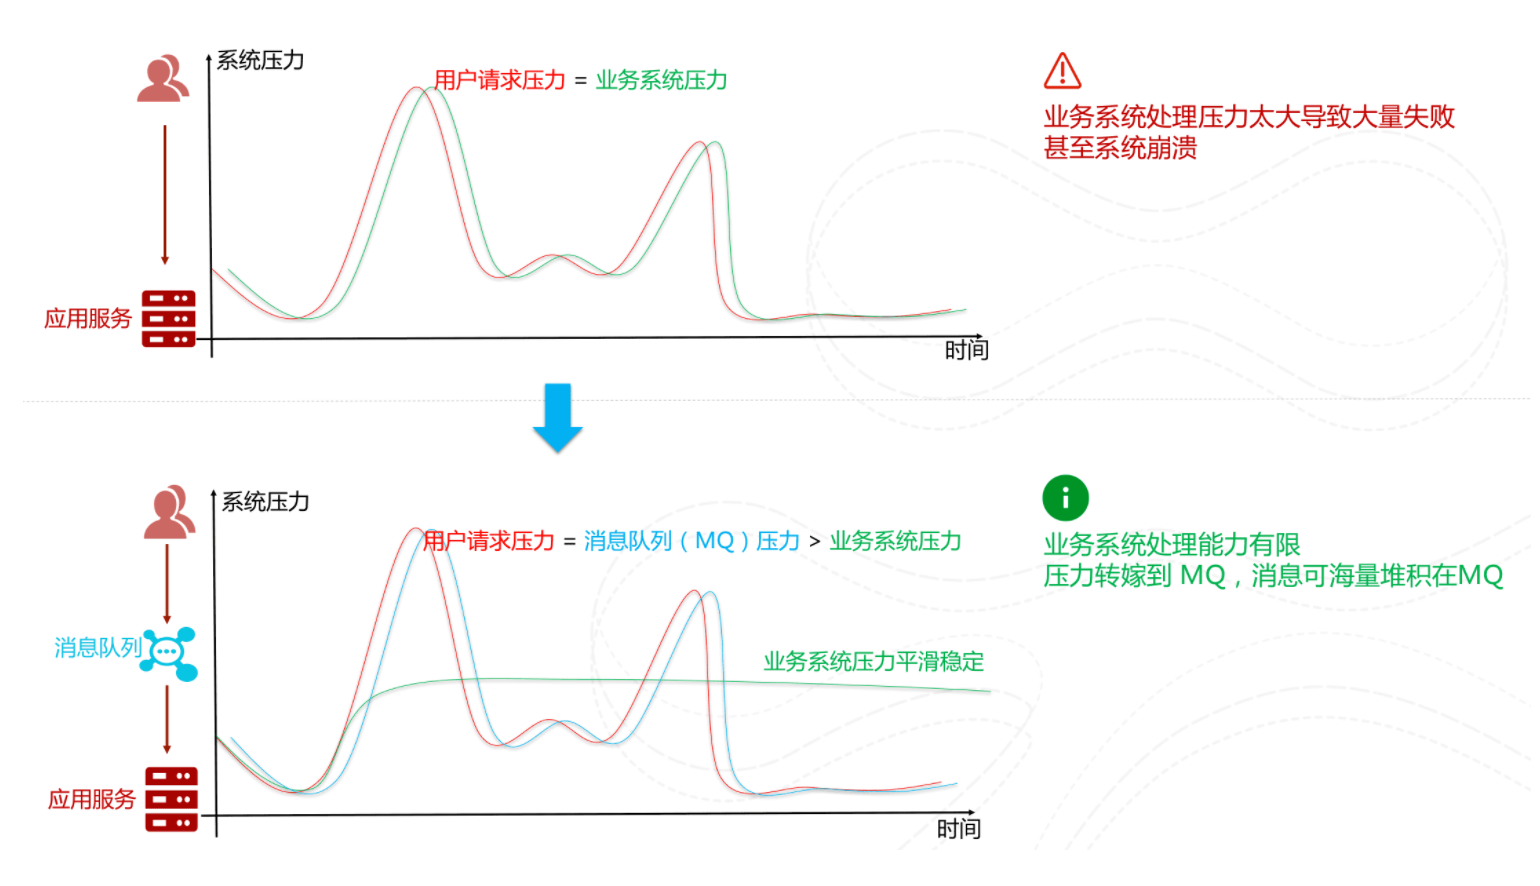 系统压力
用户请求压力 = 业务系统压力
业务系统处理压力太大导致大量失败
甚至系统崩溃
应用服务
时间
系统压力
用户请求压力 = 消息队列（MQ）压力 > 业务系统压力
业务系统处理能力有限
压力转嫁到 MQ，消息可海量堆积在MQ
消息队列
业务系统压力平滑稳定
应用服务
时间